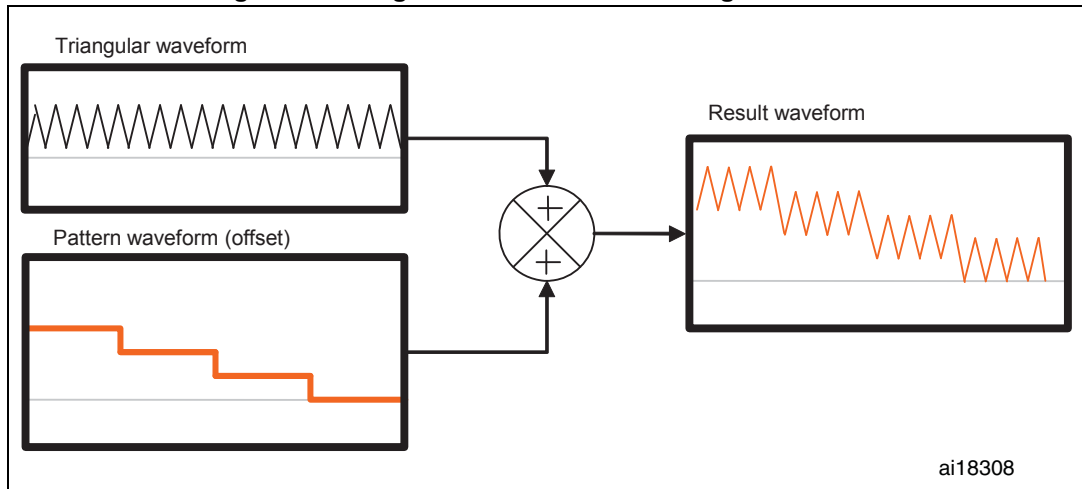 Triangular waveform
Result waveform
Pattern waveform (offset)
+
+
ai18308